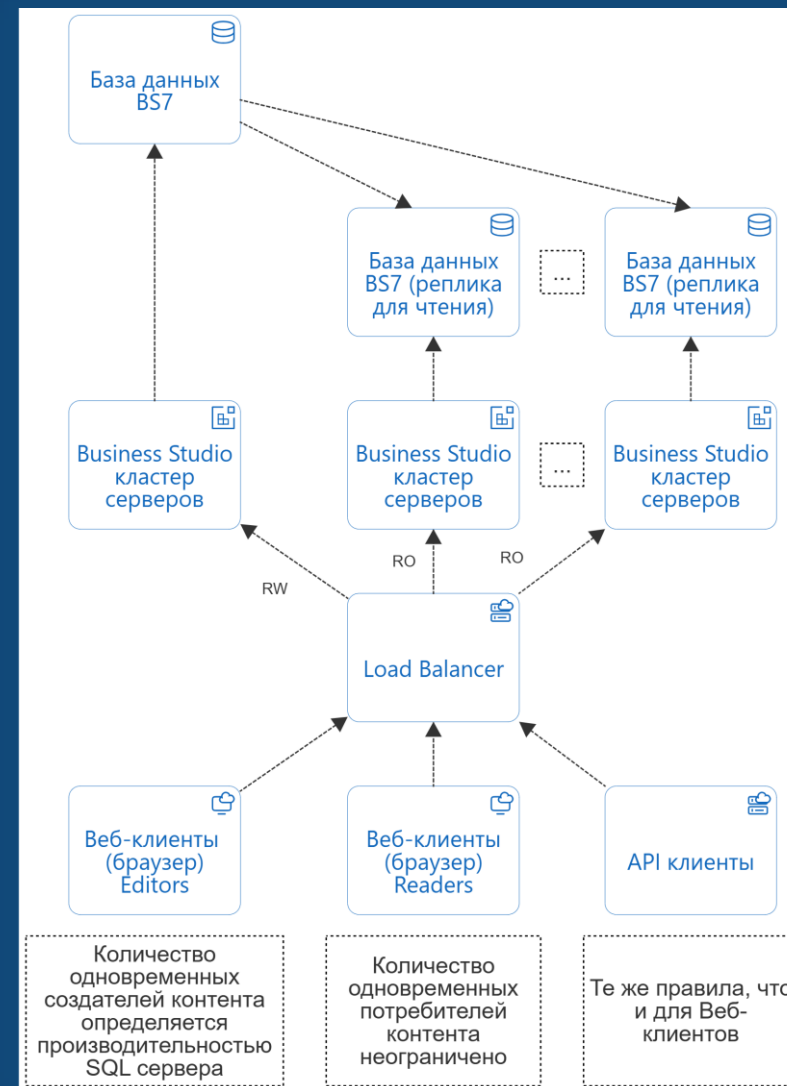 База данных
BS7
База данных
BS7 (реплика
для чтения)
...
База данных
BS7 (реплика
для чтения)
Business Studio
кластер
серверов
Business Studio
кластер
серверов
...
Business Studio
кластер
серверов
RW
RO
RO
Load Balancer
Веб-клиенты
(браузер)
Editors
Веб-клиенты
(браузер)
Readers
API клиенты
Количество
одновременных
создателей контента
определяется
производительностью
SQL сервера
Количество
одновременных
потребителей
контента
неограничено
Те же правила, что
и для Веб-
клиентов